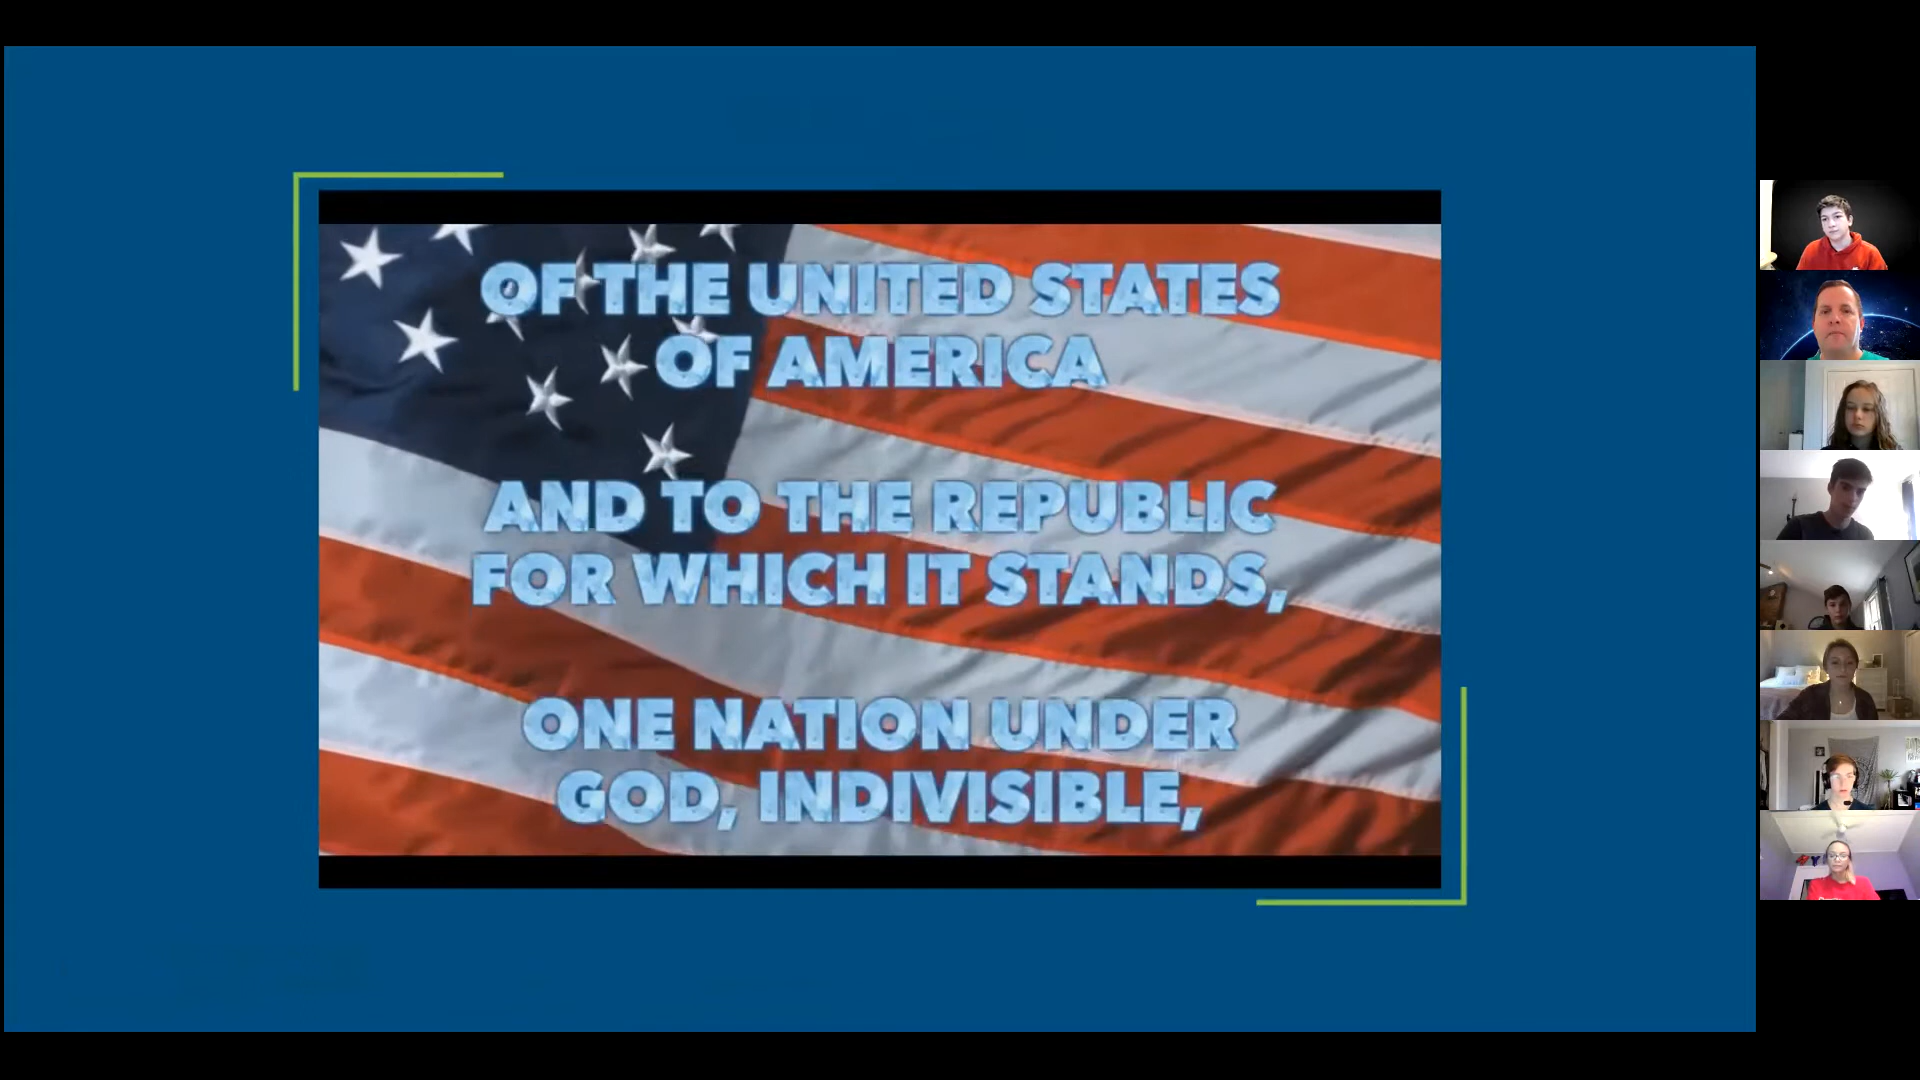 OF THE UNITED STATES
OF AMERICA
AND TO THE REPUBLIC
FOR WHICH IT STANDS,
ONE NATION UNDER
GOD, INDIVISIBLE,